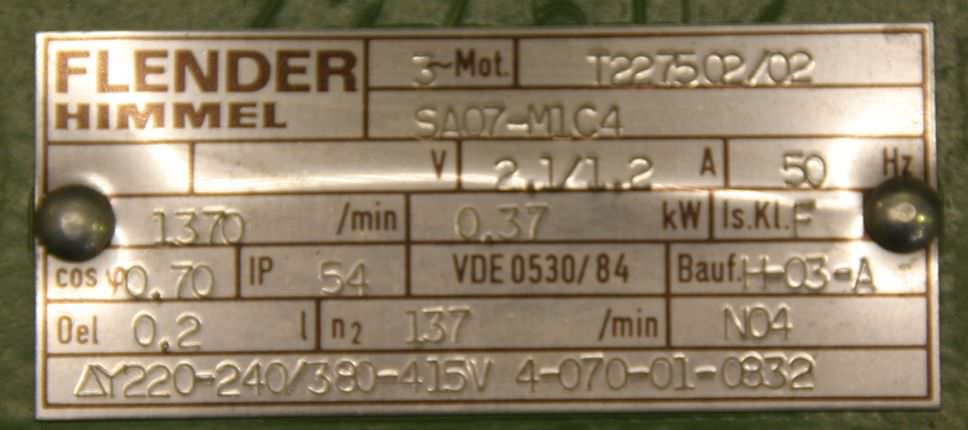 FLENDER
HIMMEL
3~Mot. T2275.02/02
SA07-M1C4
V 2,1/1,2 A 50 Hz
1370 /min 0.37 kW Is.Kl. F
cos φ 0,70 IP 54 VDE 0530/84 Bauf. H-03-A
Oel 0.2 l n2 137 /min N04
ΔY220-240/380-415V 4-070-01-0832